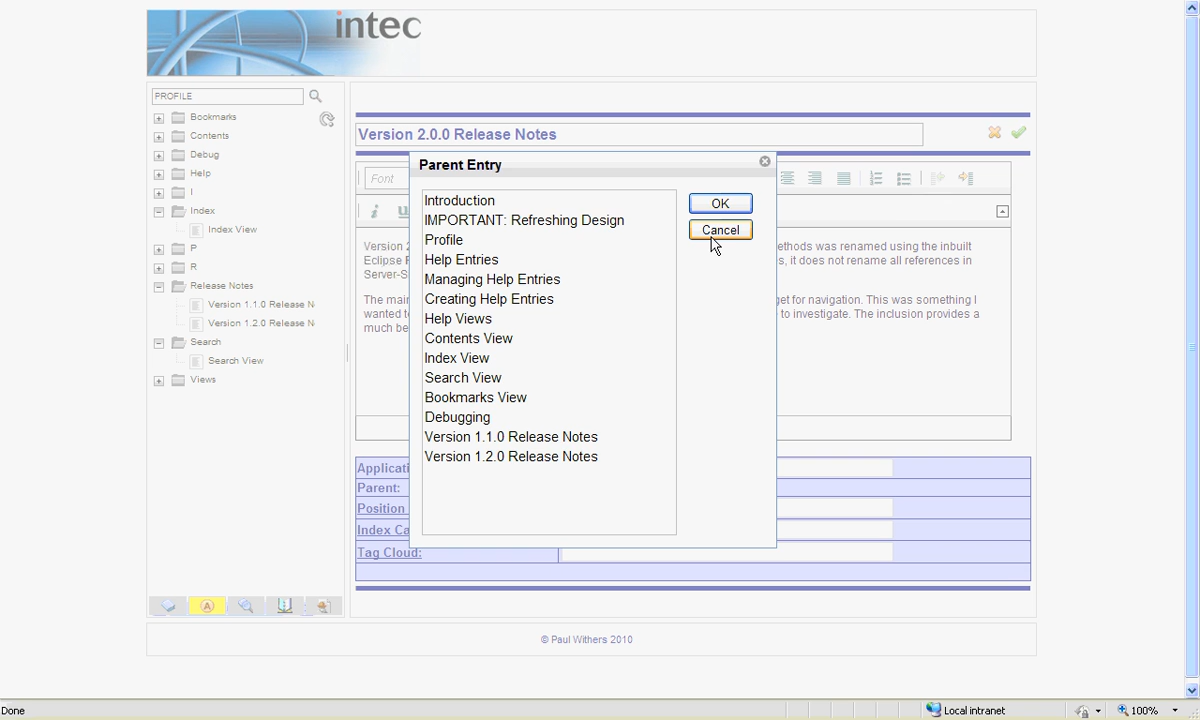 intec
PROFILE
Bookmarks
Contents
Debug
Help
I
Index
Index View
P
R
Release Notes
Version 1.1.0 Release N
Version 1.2.0 Release N
Search
Search View
Views
Version 2.0.0 Release Notes
Font
i U
Version 2
ethods was renamed using the inbuilt
Eclipse F
s, it does not rename all references in
Server-S
The mai
get for navigation. This was something I
wanted t
to investigate. The inclusion provides a
much be
Parent Entry
Introduction
IMPORTANT: Refreshing Design
Profile
Help Entries
Managing Help Entries
Creating Help Entries
Help Views
Contents View
Index View
Search View
Bookmarks View
Debugging
Version 1.1.0 Release Notes
Version 1.2.0 Release Notes
OK
Cancel
Applicati
Parent:
Position
Index Ca
Tag Cloud:
A
© Paul Withers 2010
Done
Local intranet
100%